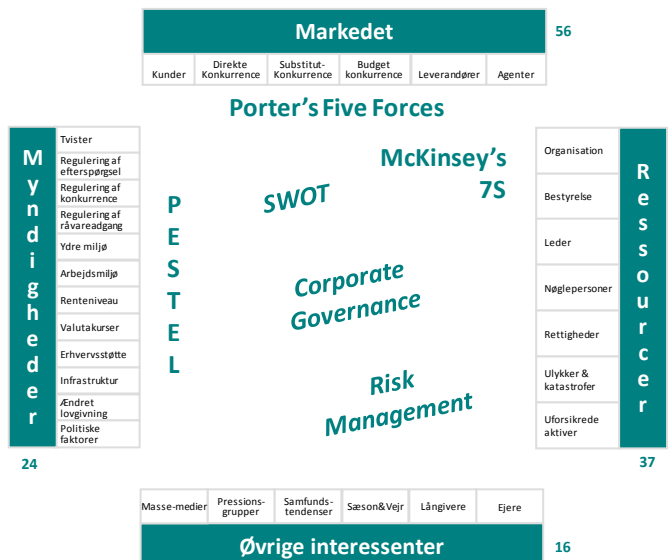 Markedet
56
Kunder
Direkte
Konkurrence
Substitut-
Konkurrence
Budget
konkurrence
Leverandører
Agenter
Porter's Five Forces
Myndigheder
Tvister
Regulering af
efterspørgsel
Regulering af
konkurrence
Regulering af
råvareadgang
Ydre miljø
Arbejdsmiljø
Renteniveau
Valutakurser
Erhvervsstøtte
Infrastruktur
Ændret
lovgivning
Politiske
faktorer
24
PESTEL
SWOT
McKinsey's
7S
Corporate
Governance
Risk
Management
Organisation
Bestyrelse
Leder
Nøglepersoner
Rettigheder
Ulykker &
katastrofer
Uforsikrede
aktiver
Ressourcer
37
Masse-medier
Pressions-
grupper
Samfunds-
tendenser
Sæson&Vejr
Långivere
Ejere
Øvrige interessenter
16